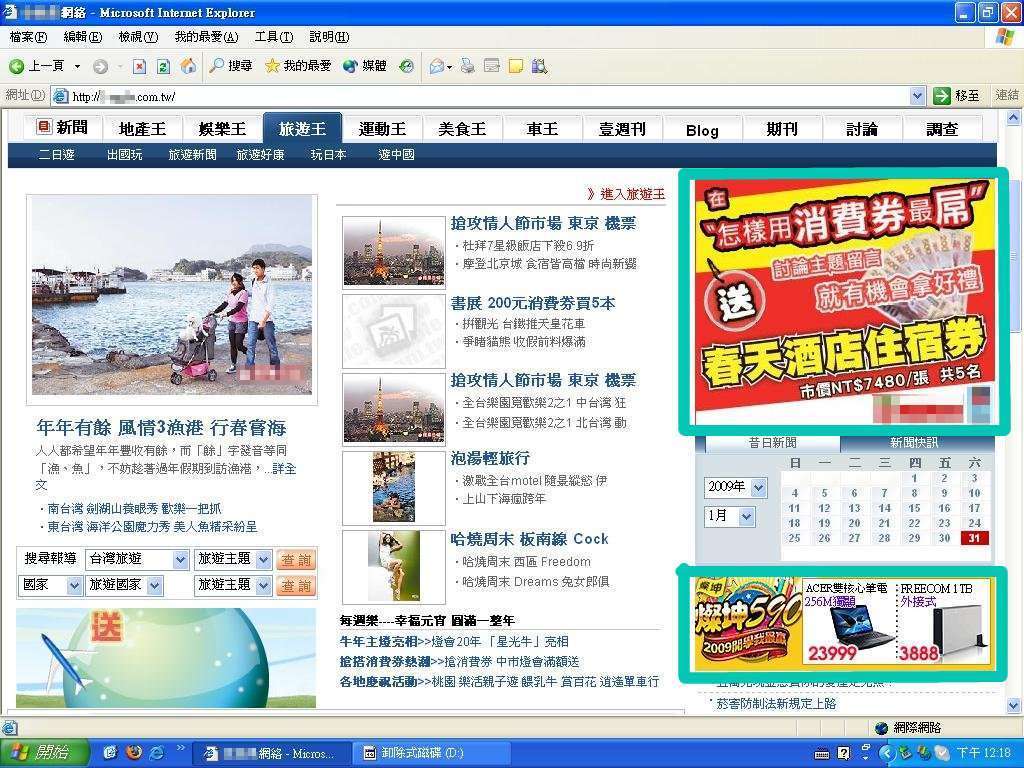 網絡 - Microsoft Internet Explorer
檔案(F) 編輯(E) 檢視(V) 我的最愛(A) 工具(T) 說明(H)
上一頁 搜尋 我的最愛 媒體
網址(D) http:// .com.tw/ 移至 連結
新聞 地產王 娛樂王 旅遊王 運動王 美食王 車王 壹週刊 Blog 期刊 討論 調查
二日遊 出國玩 旅遊新聞 旅遊好康 玩日本 遊中國
》進入旅遊王
年年有餘 風情3漁港 行春嘗海
人人都希望年年豐收有餘,而「餘」字發音等同
「漁、魚」,不妨趁著過年假期到訪漁港,...詳全
文
・南台灣 劍湖山養眼秀 歡樂一把抓
・東台灣 海洋公園魔力秀 美人魚精采紛呈
搜尋報導 台灣旅遊 旅遊主題 查詢
國家 旅遊國家 旅遊主題 查詢
送
搶攻情人節市場 東京 機票
・杜拜7星級飯店下殺6.9折
・摩登北京城 食宿皆高檔 時尚新靨
書展 200元消費券買5本
・拚觀光 台鐵推天皇花車
・爭睹貓熊 收假前料爆滿
搶攻情人節市場 東京 機票
・全台樂園寬歡樂2之1 中台灣 狂
・全台樂園寬歡樂2之2 南台灣 動
泡湯輕旅行
・激戰全台motel 隨景縱慾 伊
・上山下海瘋跨年
哈燒周末 板南線 Cock
・哈燒周末 西區 Freedom
・哈燒周末 Dreams 兔女郎俱
每週樂----幸福元宵 圓滿一整年
牛年主燈亮相>>燈會20年 「星光牛」亮相
搶搭消費券熱潮>>搶消費券 中市燈會滿額送
各地慶祝活動>>桃園 樂活親子遊 餵乳牛 賞百花 逍遙單車行
在
"怎樣用消費券最屌"
討論主題留言
就有機會拿好禮
送
春天酒店住宿券
市價NT$7480/張 共5名
昔日新聞 新聞快訊
2009年
1月
日 一 二 三 四 五 六
1 2 3
4 5 6 7 8 9 10
11 12 13 14 15 16 17
18 19 20 21 22 23 24
25 26 27 28 29 30 31
燦坤
燦坤590
2009開學我最贏
ACER雙核心筆電
256M獨顯
23999
FREECOM 1TB
外接式
3888
・菸害防制法新規定上路
網際網路
開始 網絡 - Micros... 卸除式磁碟 (D:) 下午 12:18